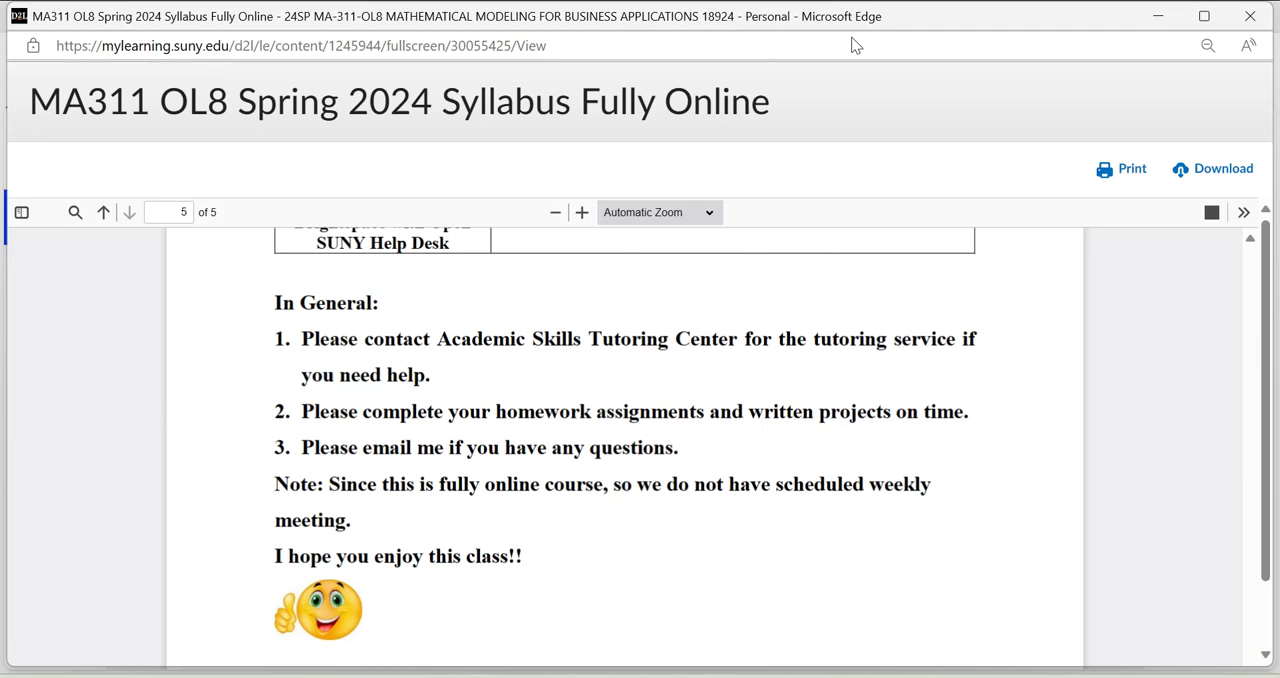 MA311 OL8 Spring 2024 Syllabus Fully Online - 24SP MA-311-OL8 MATHEMATICAL MODELING FOR BUSINESS APPLICATIONS 18924 - Personal - Microsoft Edge
https://mylearning.suny.edu/d2l/le/content/1245944/fullscreen/30055425/View
MA311 OL8 Spring 2024 Syllabus Fully Online
Print Download
5 of 5 Automatic Zoom
SUNY Help Desk
In General:
1. Please contact Academic Skills Tutoring Center for the tutoring service if
you need help.
2. Please complete your homework assignments and written projects on time.
3. Please email me if you have any questions.
Note: Since this is fully online course, so we do not have scheduled weekly
meeting.
I hope you enjoy this class!!